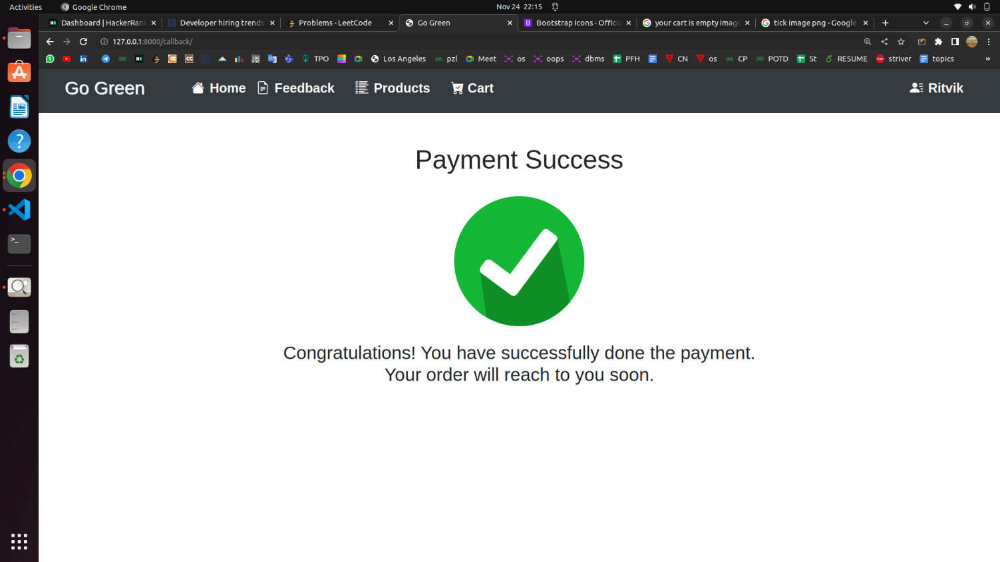 Activities Google Chrome Nov 24 22:15
Dashboard | HackerRank Developer hiring trends Problems - LeetCode Go Green Bootstrap Icons · Officia your cart is empty image tick image png - Google
127.0.0.1:8000/callback/
TPO Los Angeles pzl Meet os oops dbms PFH CN os CP POTD St RESUME striver topics »
Go Green Home Feedback Products Cart Ritvik
Payment Success
Congratulations! You have successfully done the payment.
Your order will reach to you soon.